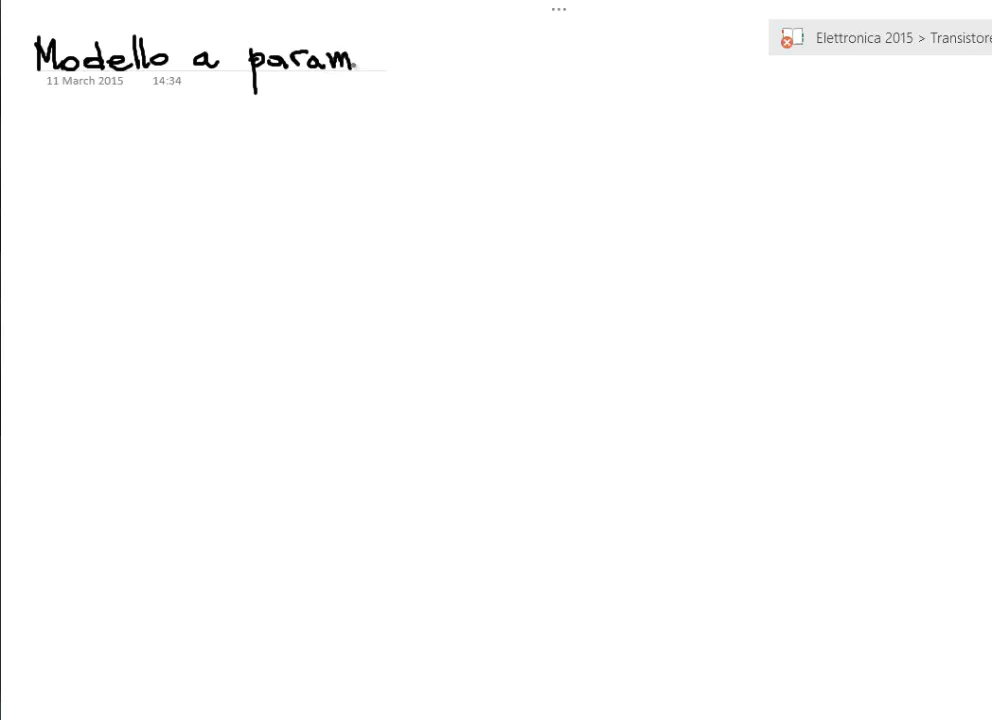 ...
Elettronica 2015 > Transistore
Modello a param.
11 March 2015 14:34